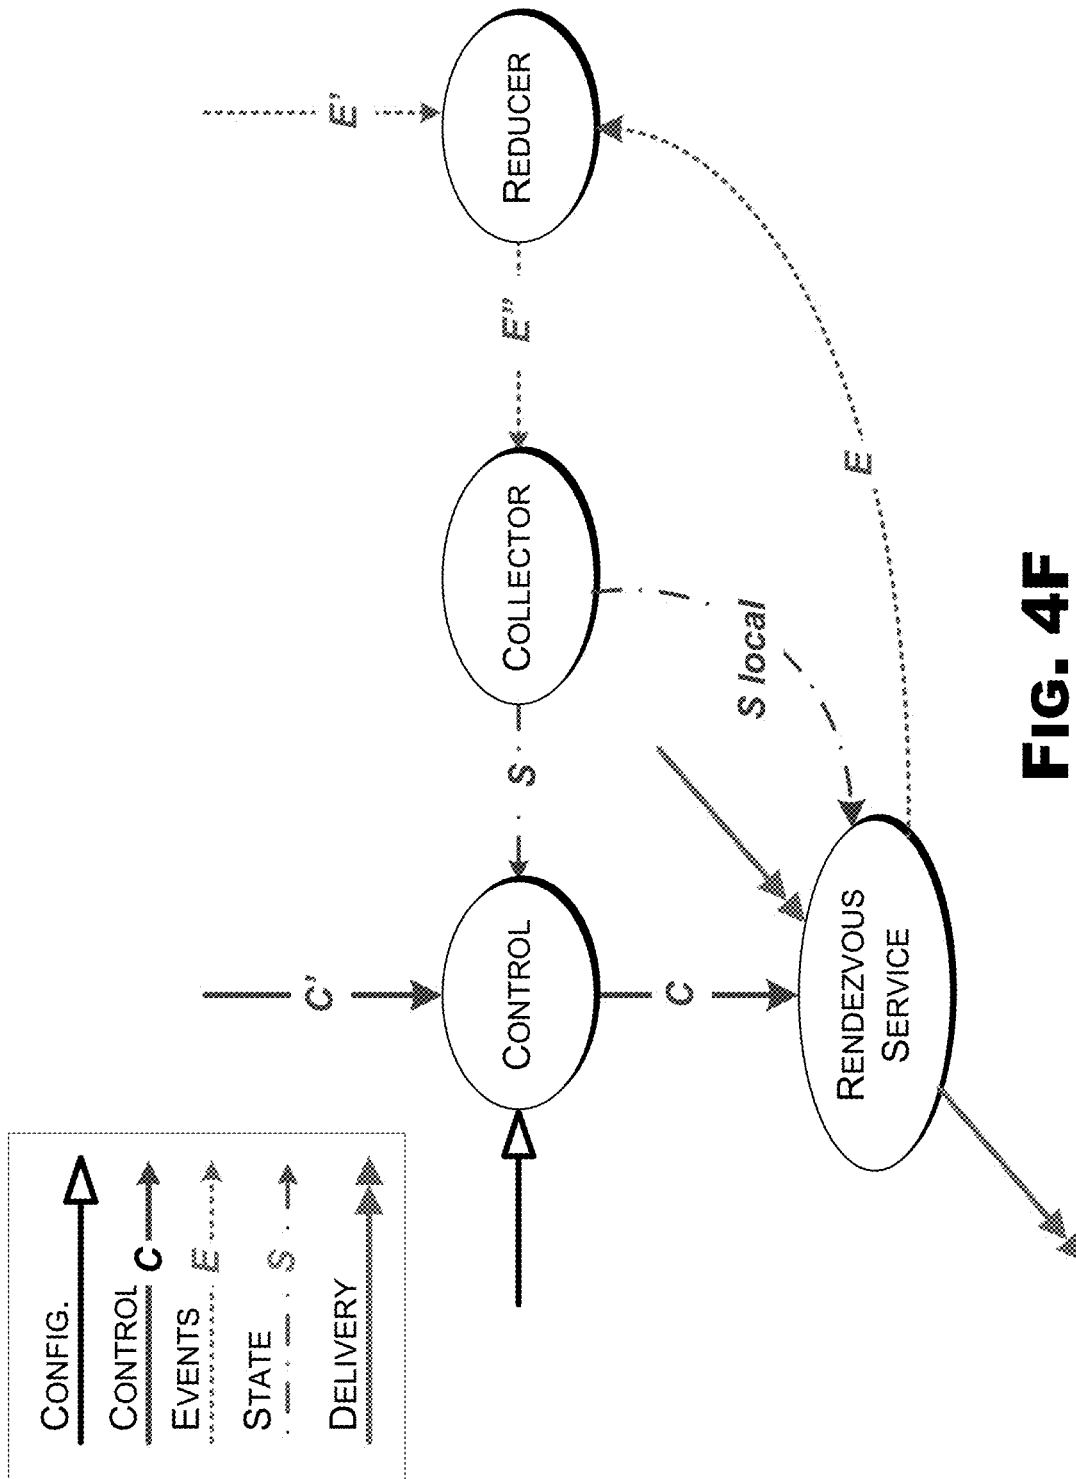 CONFIG.
CONTROL
C
EVENTS
E
STATE
S
DELIVERY
C'
CONTROL
C
RENDEZVOUS
SERVICE
S
COLLECTOR
S local
E"
E'
REDUCER
E
FIG. 4F